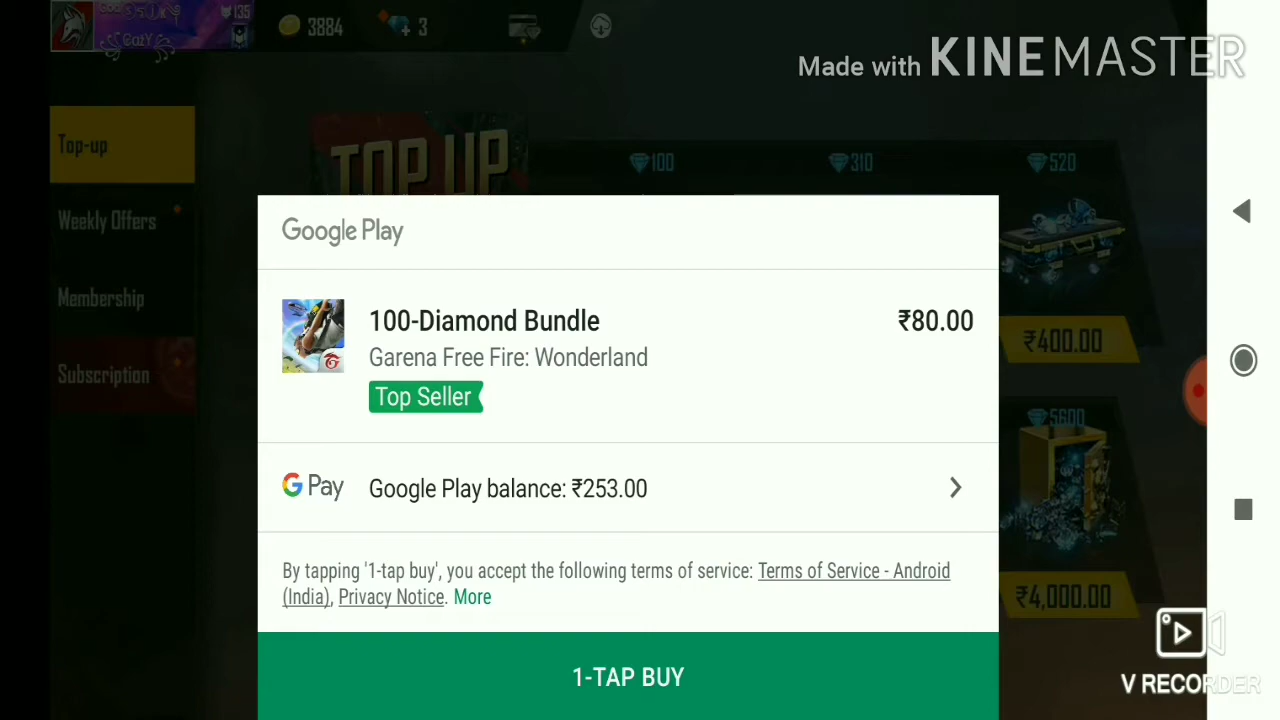 135
3884
3
Made with KINEMASTER
Top-up
TOP UP
100
310
520
Weekly Offers
Google Play
Membership
100-Diamond Bundle
₹80.00
₹400.00
Garena Free Fire: Wonderland
Subscription
Top Seller
5600
G Pay
Google Play balance: ₹253.00
By tapping '1-tap buy', you accept the following terms of service: Terms of Service - Android
(India), Privacy Notice. More
₹4,000.00
1-TAP BUY
V RECORDER